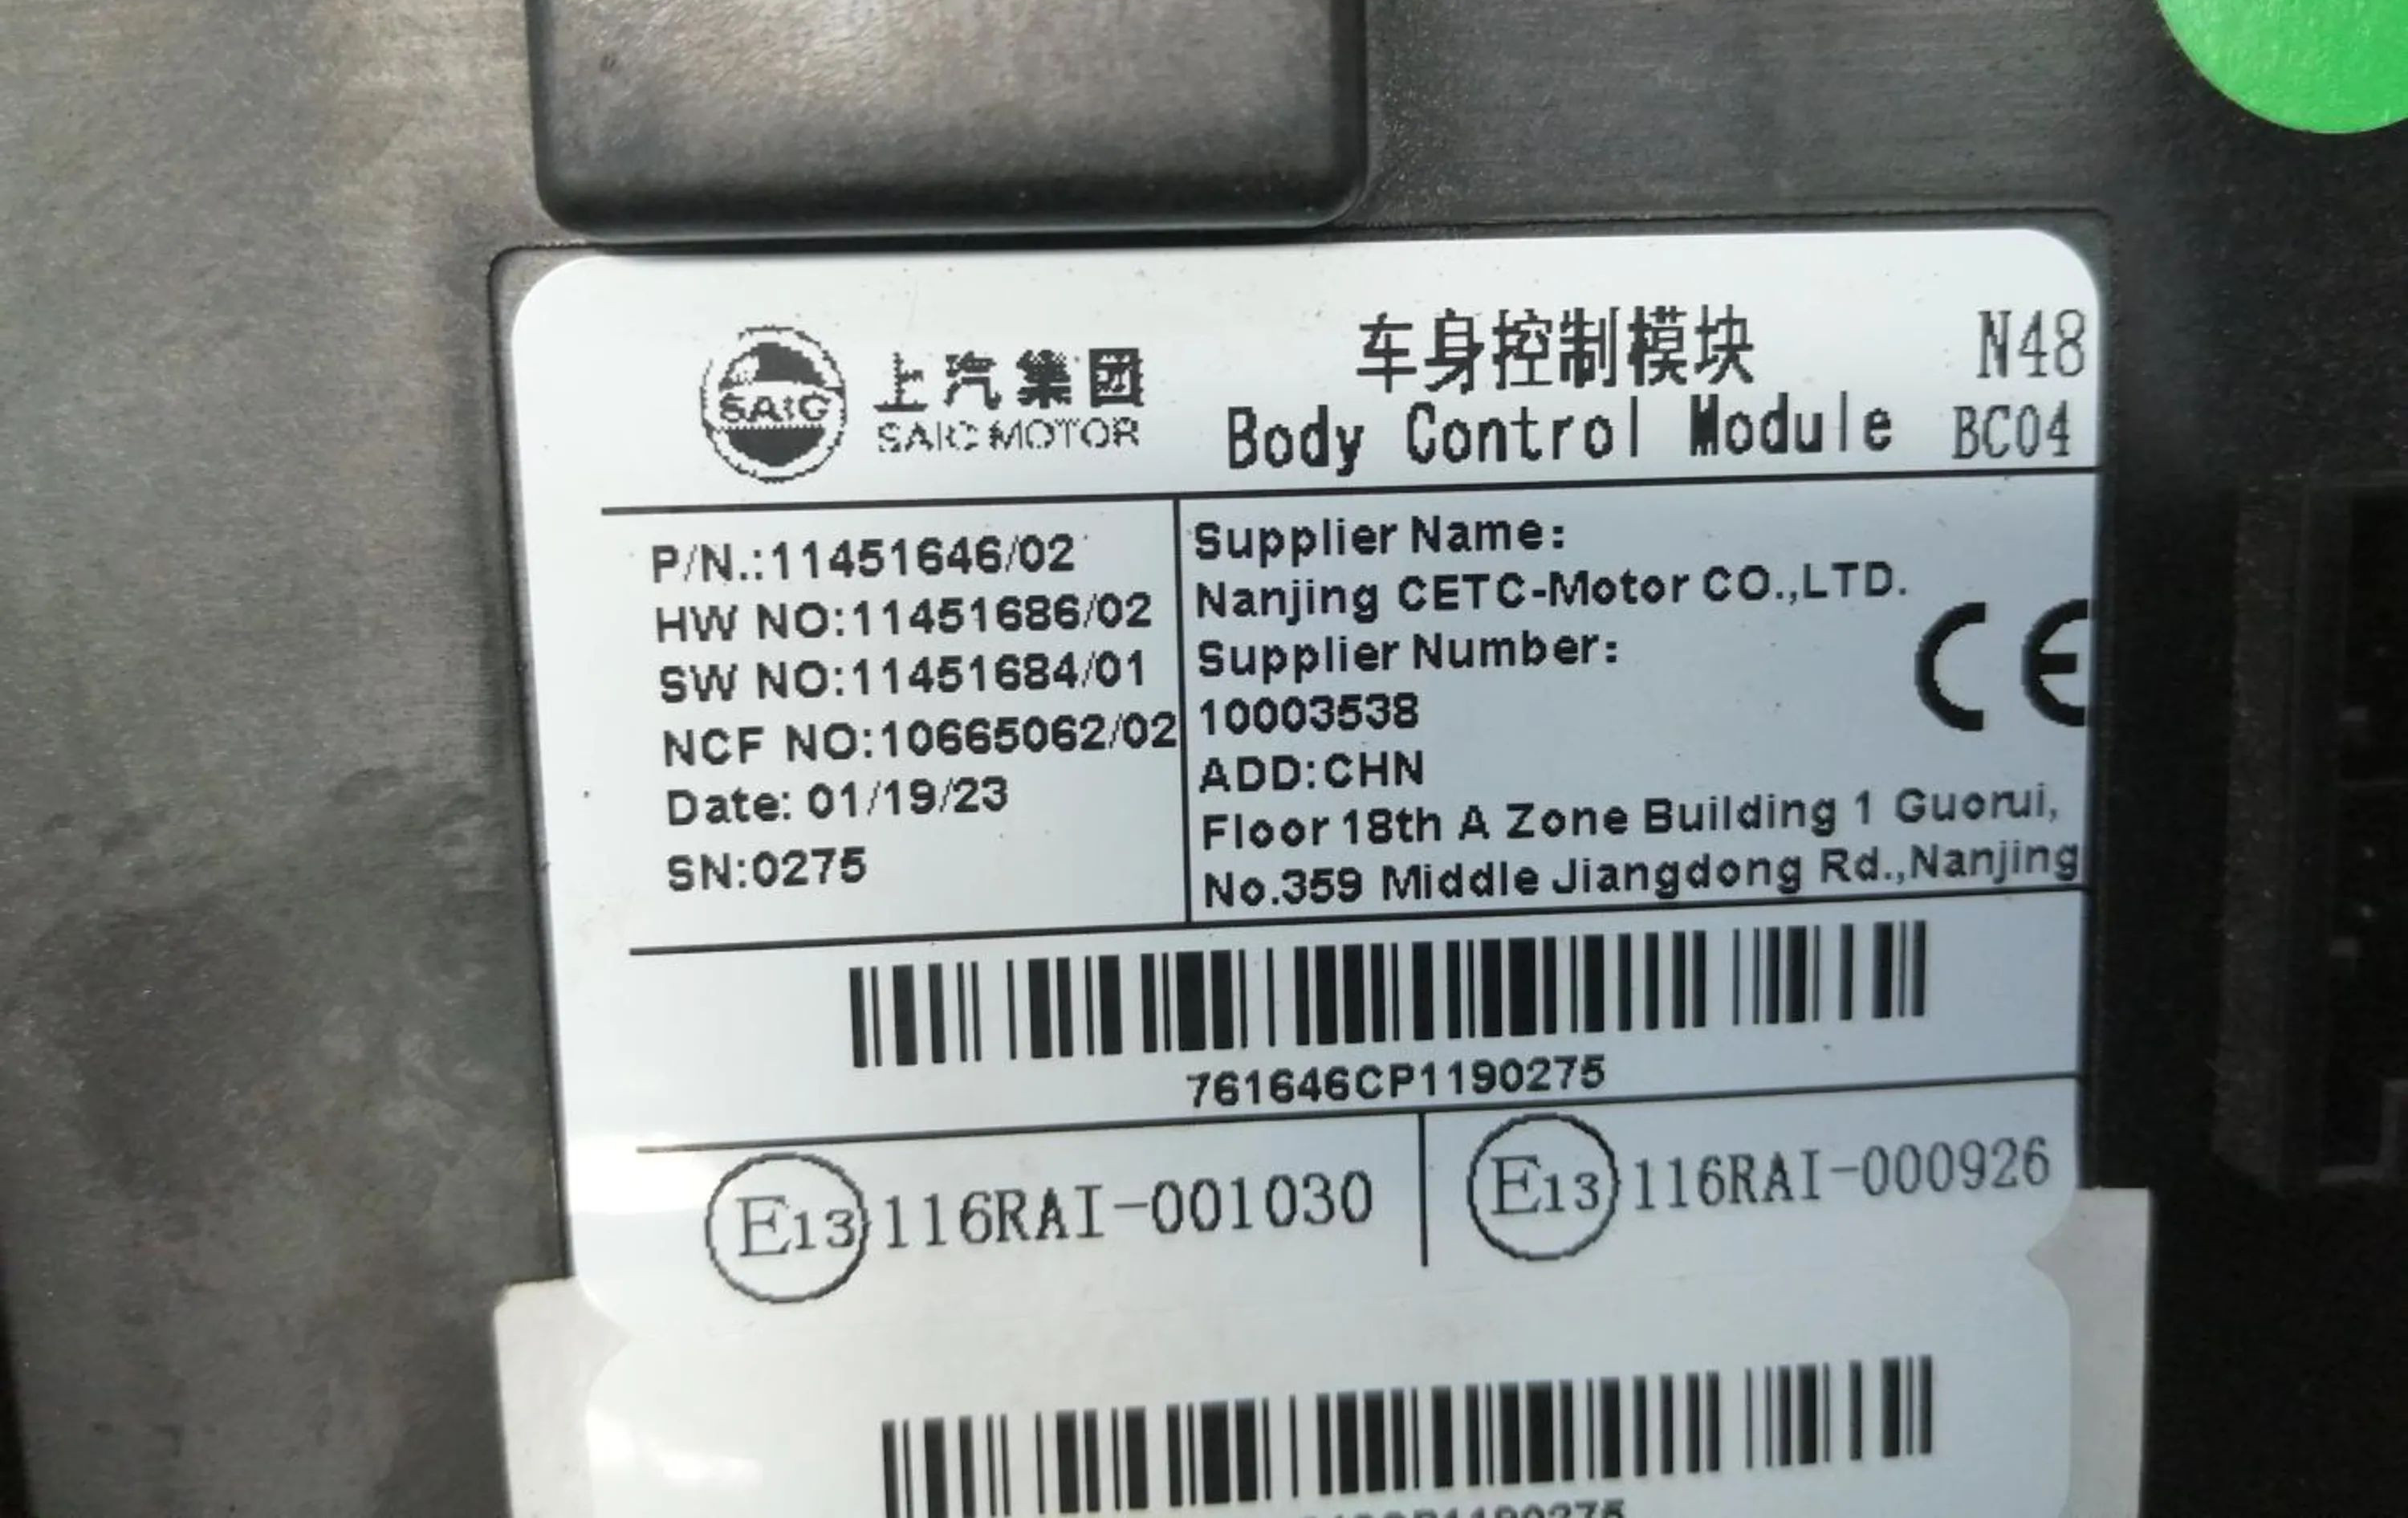 SAIC
上汽集团
SAIC MOTOR
车身控制模块
Body Control Module
N48
BC04
P/N.:11451646/02
HW NO:11451686/02
SW NO:11451684/01
NCF NO:10665062/02
Date: 01/19/23
SN:0275
Supplier Name:
Nanjing CETC-Motor CO.,LTD.
Supplier Number:
10003538
ADD:CHN
Floor 18th A Zone Building 1 Guorui,
No.359 Middle Jiangdong Rd.,Nanjing
CE
761646CP1190275
E13 116RAI-001030
E13 116RAI-000926